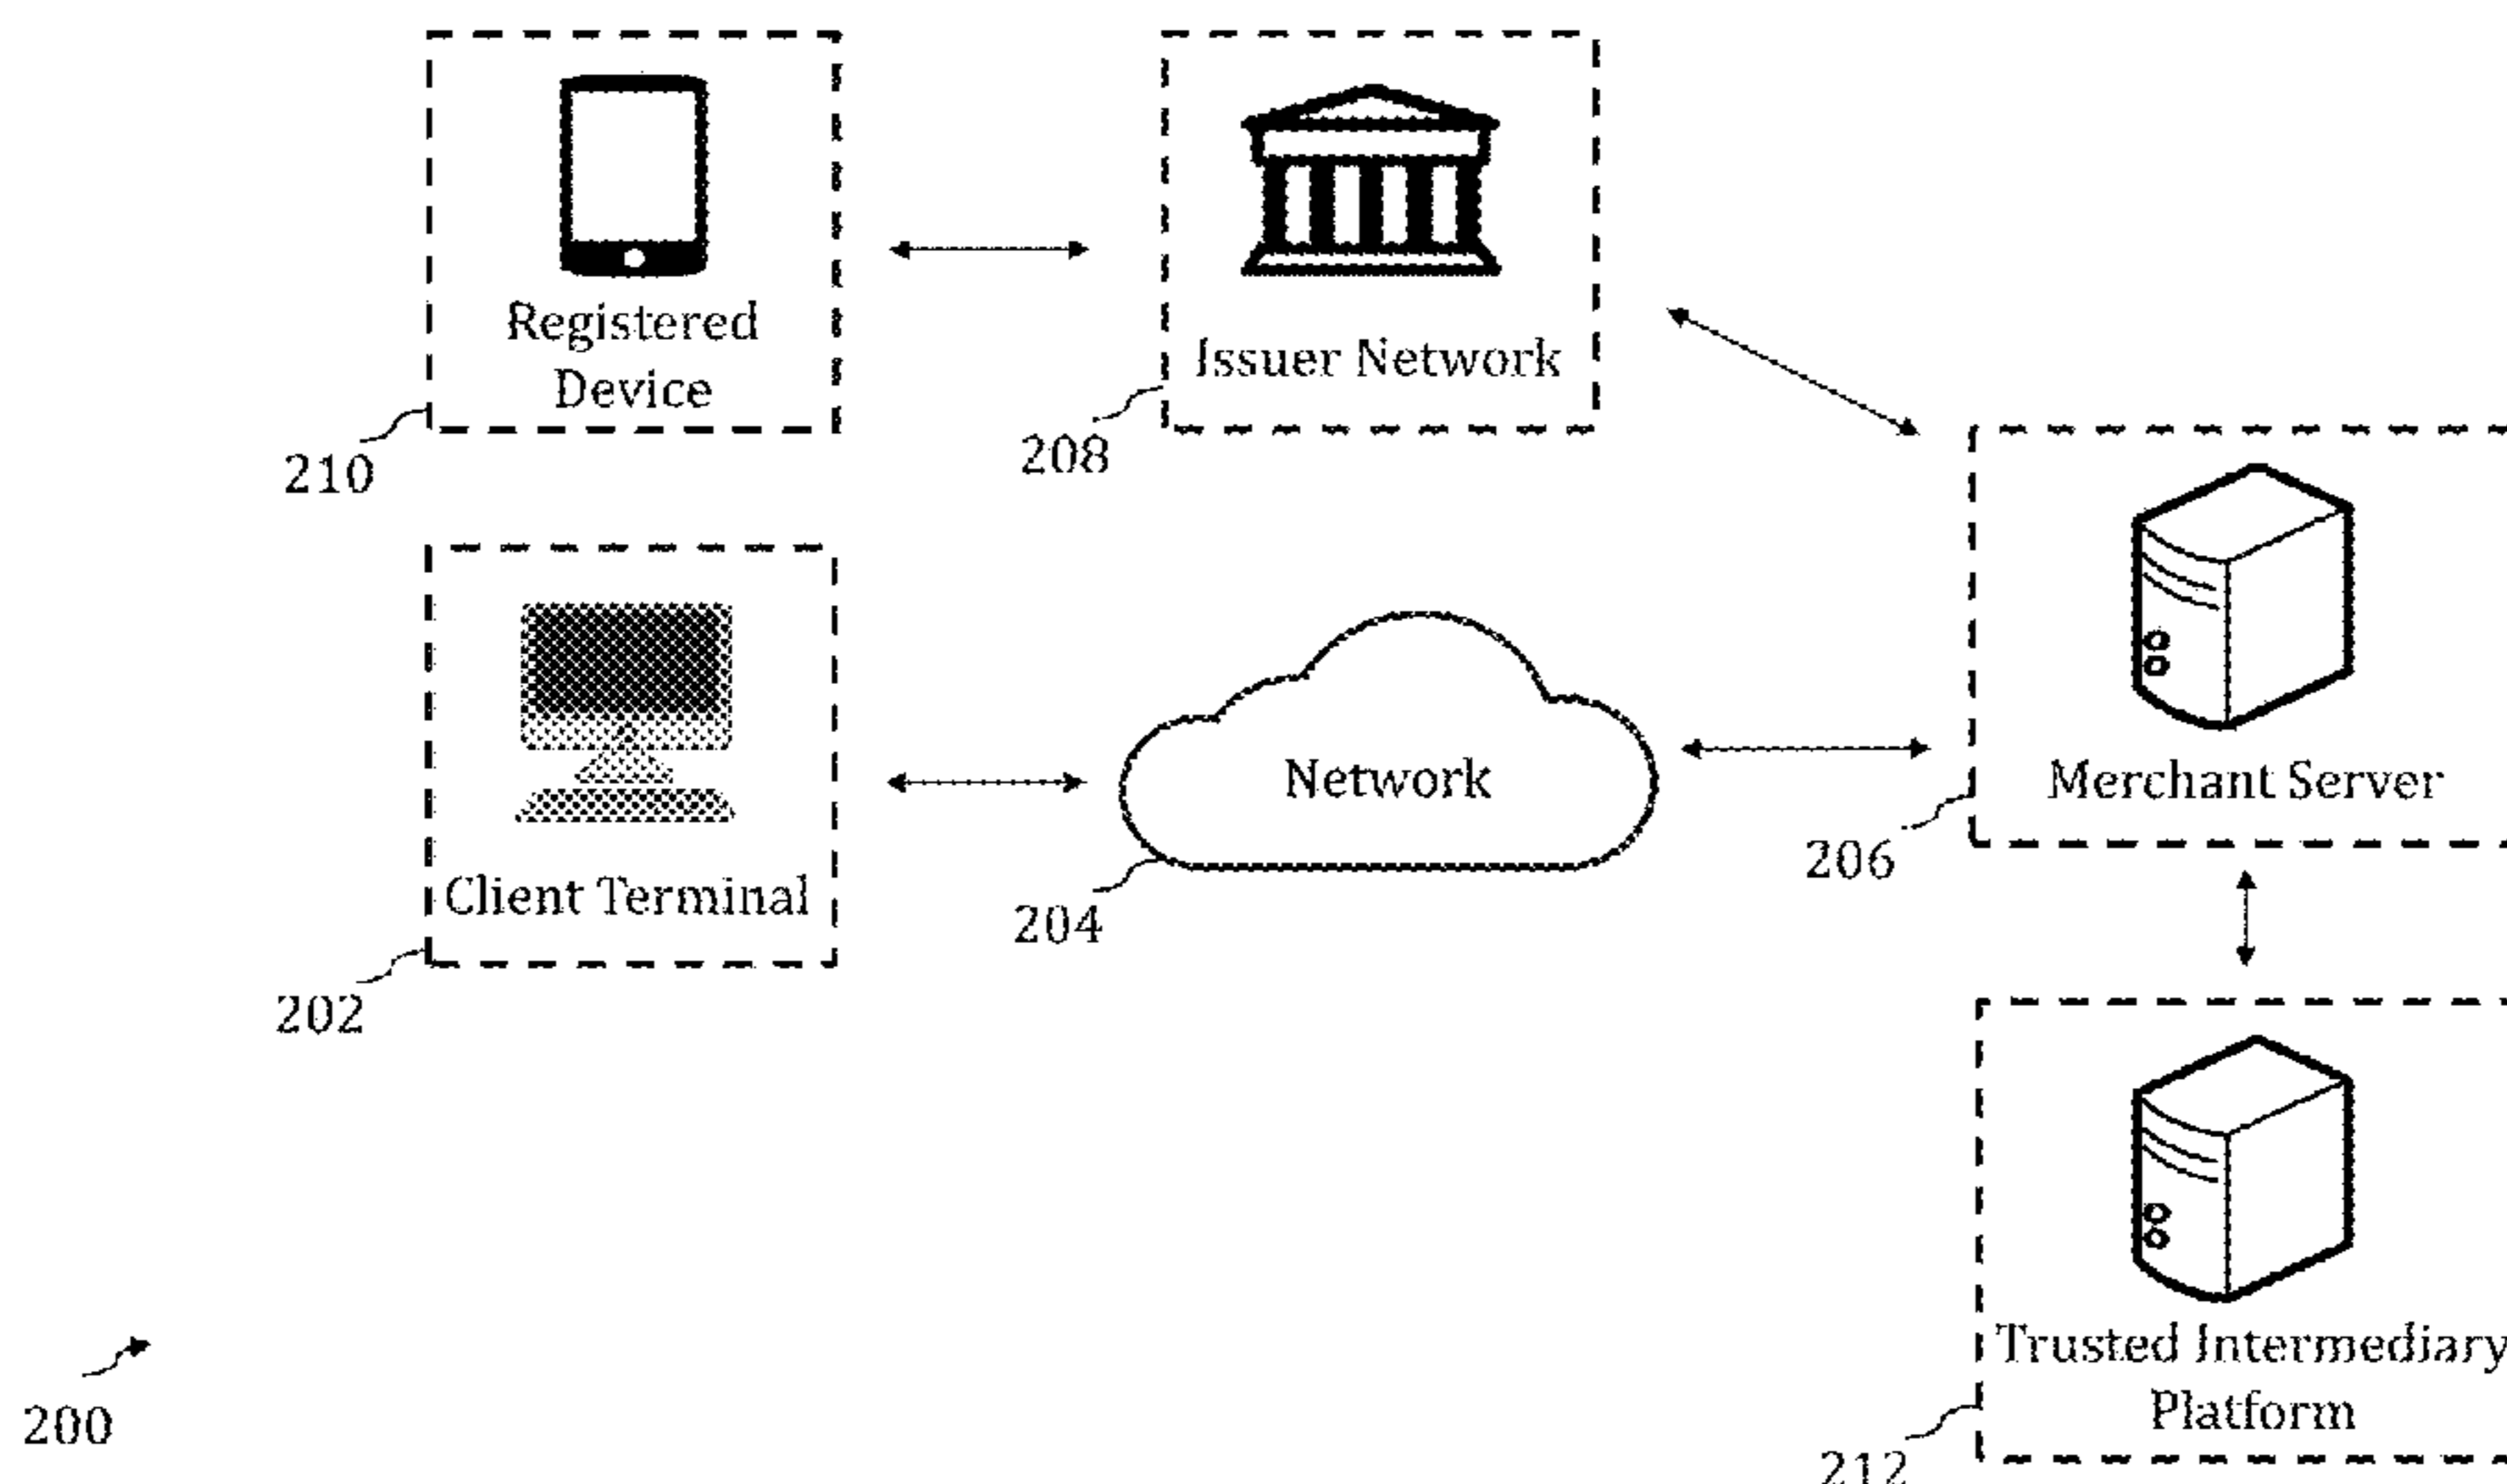 Registered
Device
210
Issuer Network
208
Client Terminal
202
Network
204
Merchant Server
206
Trusted Intermediary
Platform
212
200